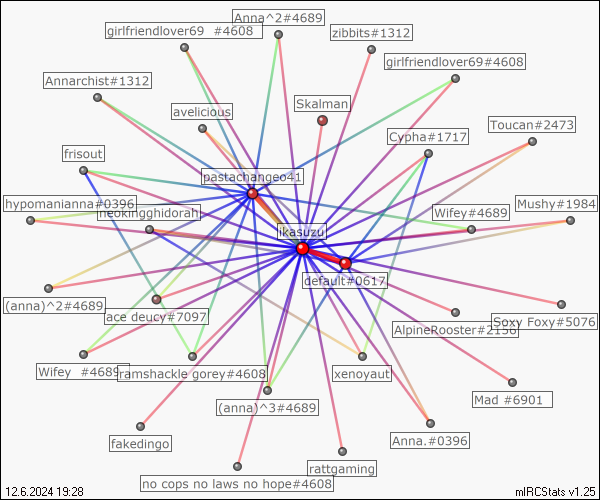 Anna^2#4689
girlfriendlover69 #4608
zibbits#1312
girlfriendlover69#4608
Annarchist#1312
Skalman
avelicious
Toucan#2473
Cypha#1717
frisout
pastachangeo41
hypomanianna#0396
neokingghidorah
Wifey#4689
Mushy#1984
ikasuzu
default#0617
(anna)^2#4689
ace deucy#7097
AlpineRooster#2158
Soxy Foxy#5076
Wifey #4689
ramshackle gorey#4608
xenoyaut
Mad #6901
(anna)^3#4689
fakedingo
Anna.#0396
rattgaming
no cops no laws no hope#4608
12.6.2024 19:28
mIRCStats v1.25